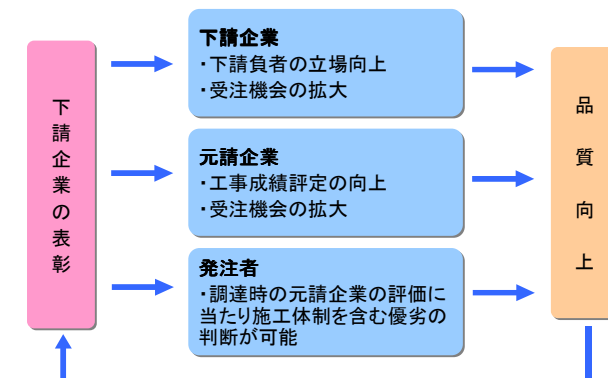 下請企業の表彰
下請企業
・下請負者の立場向上
・受注機会の拡大
元請企業
・工事成績評定の向上
・受注機会の拡大
発注者
・調達時の元請企業の評価に
当たり施工体制を含む優劣の
判断が可能
品質向上